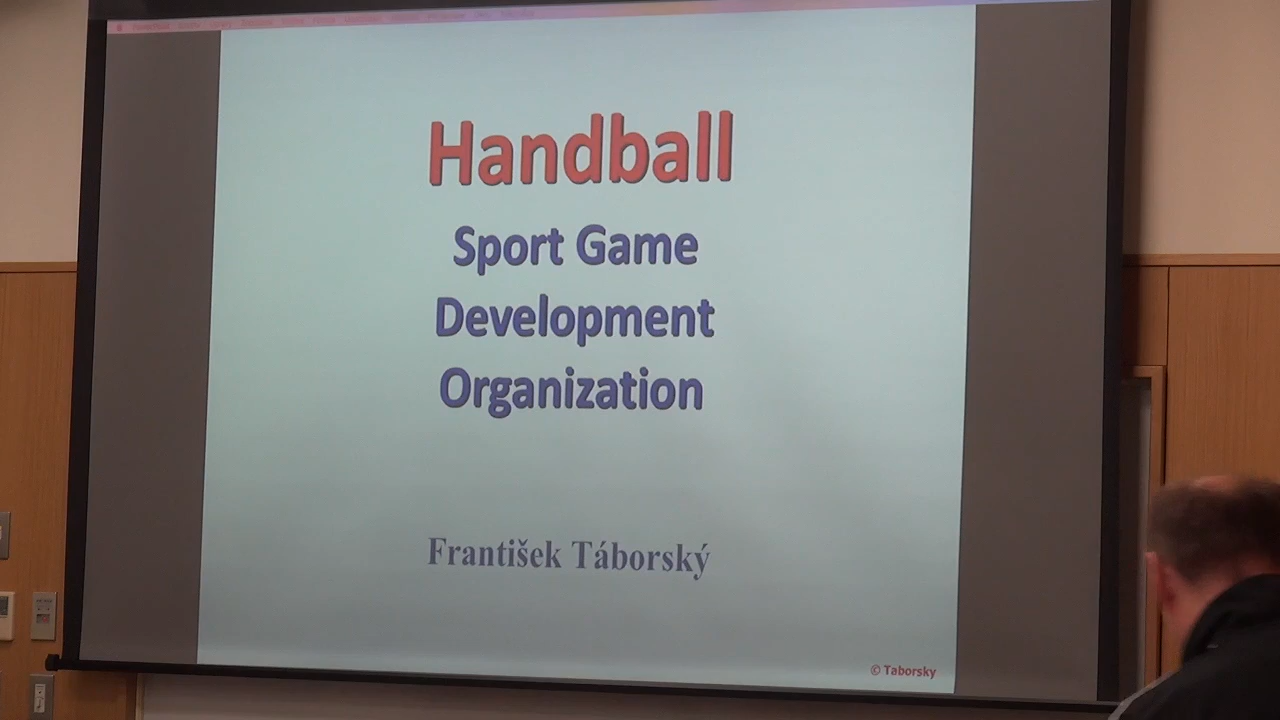 Handball
Sport Game
Development
Organization
František Táborský
© Taborsky